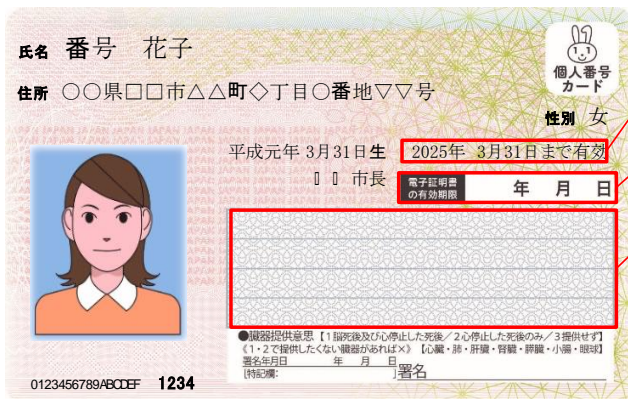 氏名 番号 花子
個人番号
カード
住所 ○○県□□市△△町◇丁目○番地▽▽号
性別 女
平成元年 3月31日生 2025年 3月31日まで有効
▯▯ 市長
電子証明書
の有効期限 年 月 日
●臓器提供意思【1 脳死後及び心停止した死後/2 心停止した死後のみ/3 提供せず】
《1・2で提供したくない臓器があれば×》【心臓・肺・肝臓・腎臓・膵臓・小腸・眼球】
署名年月日 年 月 日
[特記欄: ]署名
0123456789ABCDEF 1234